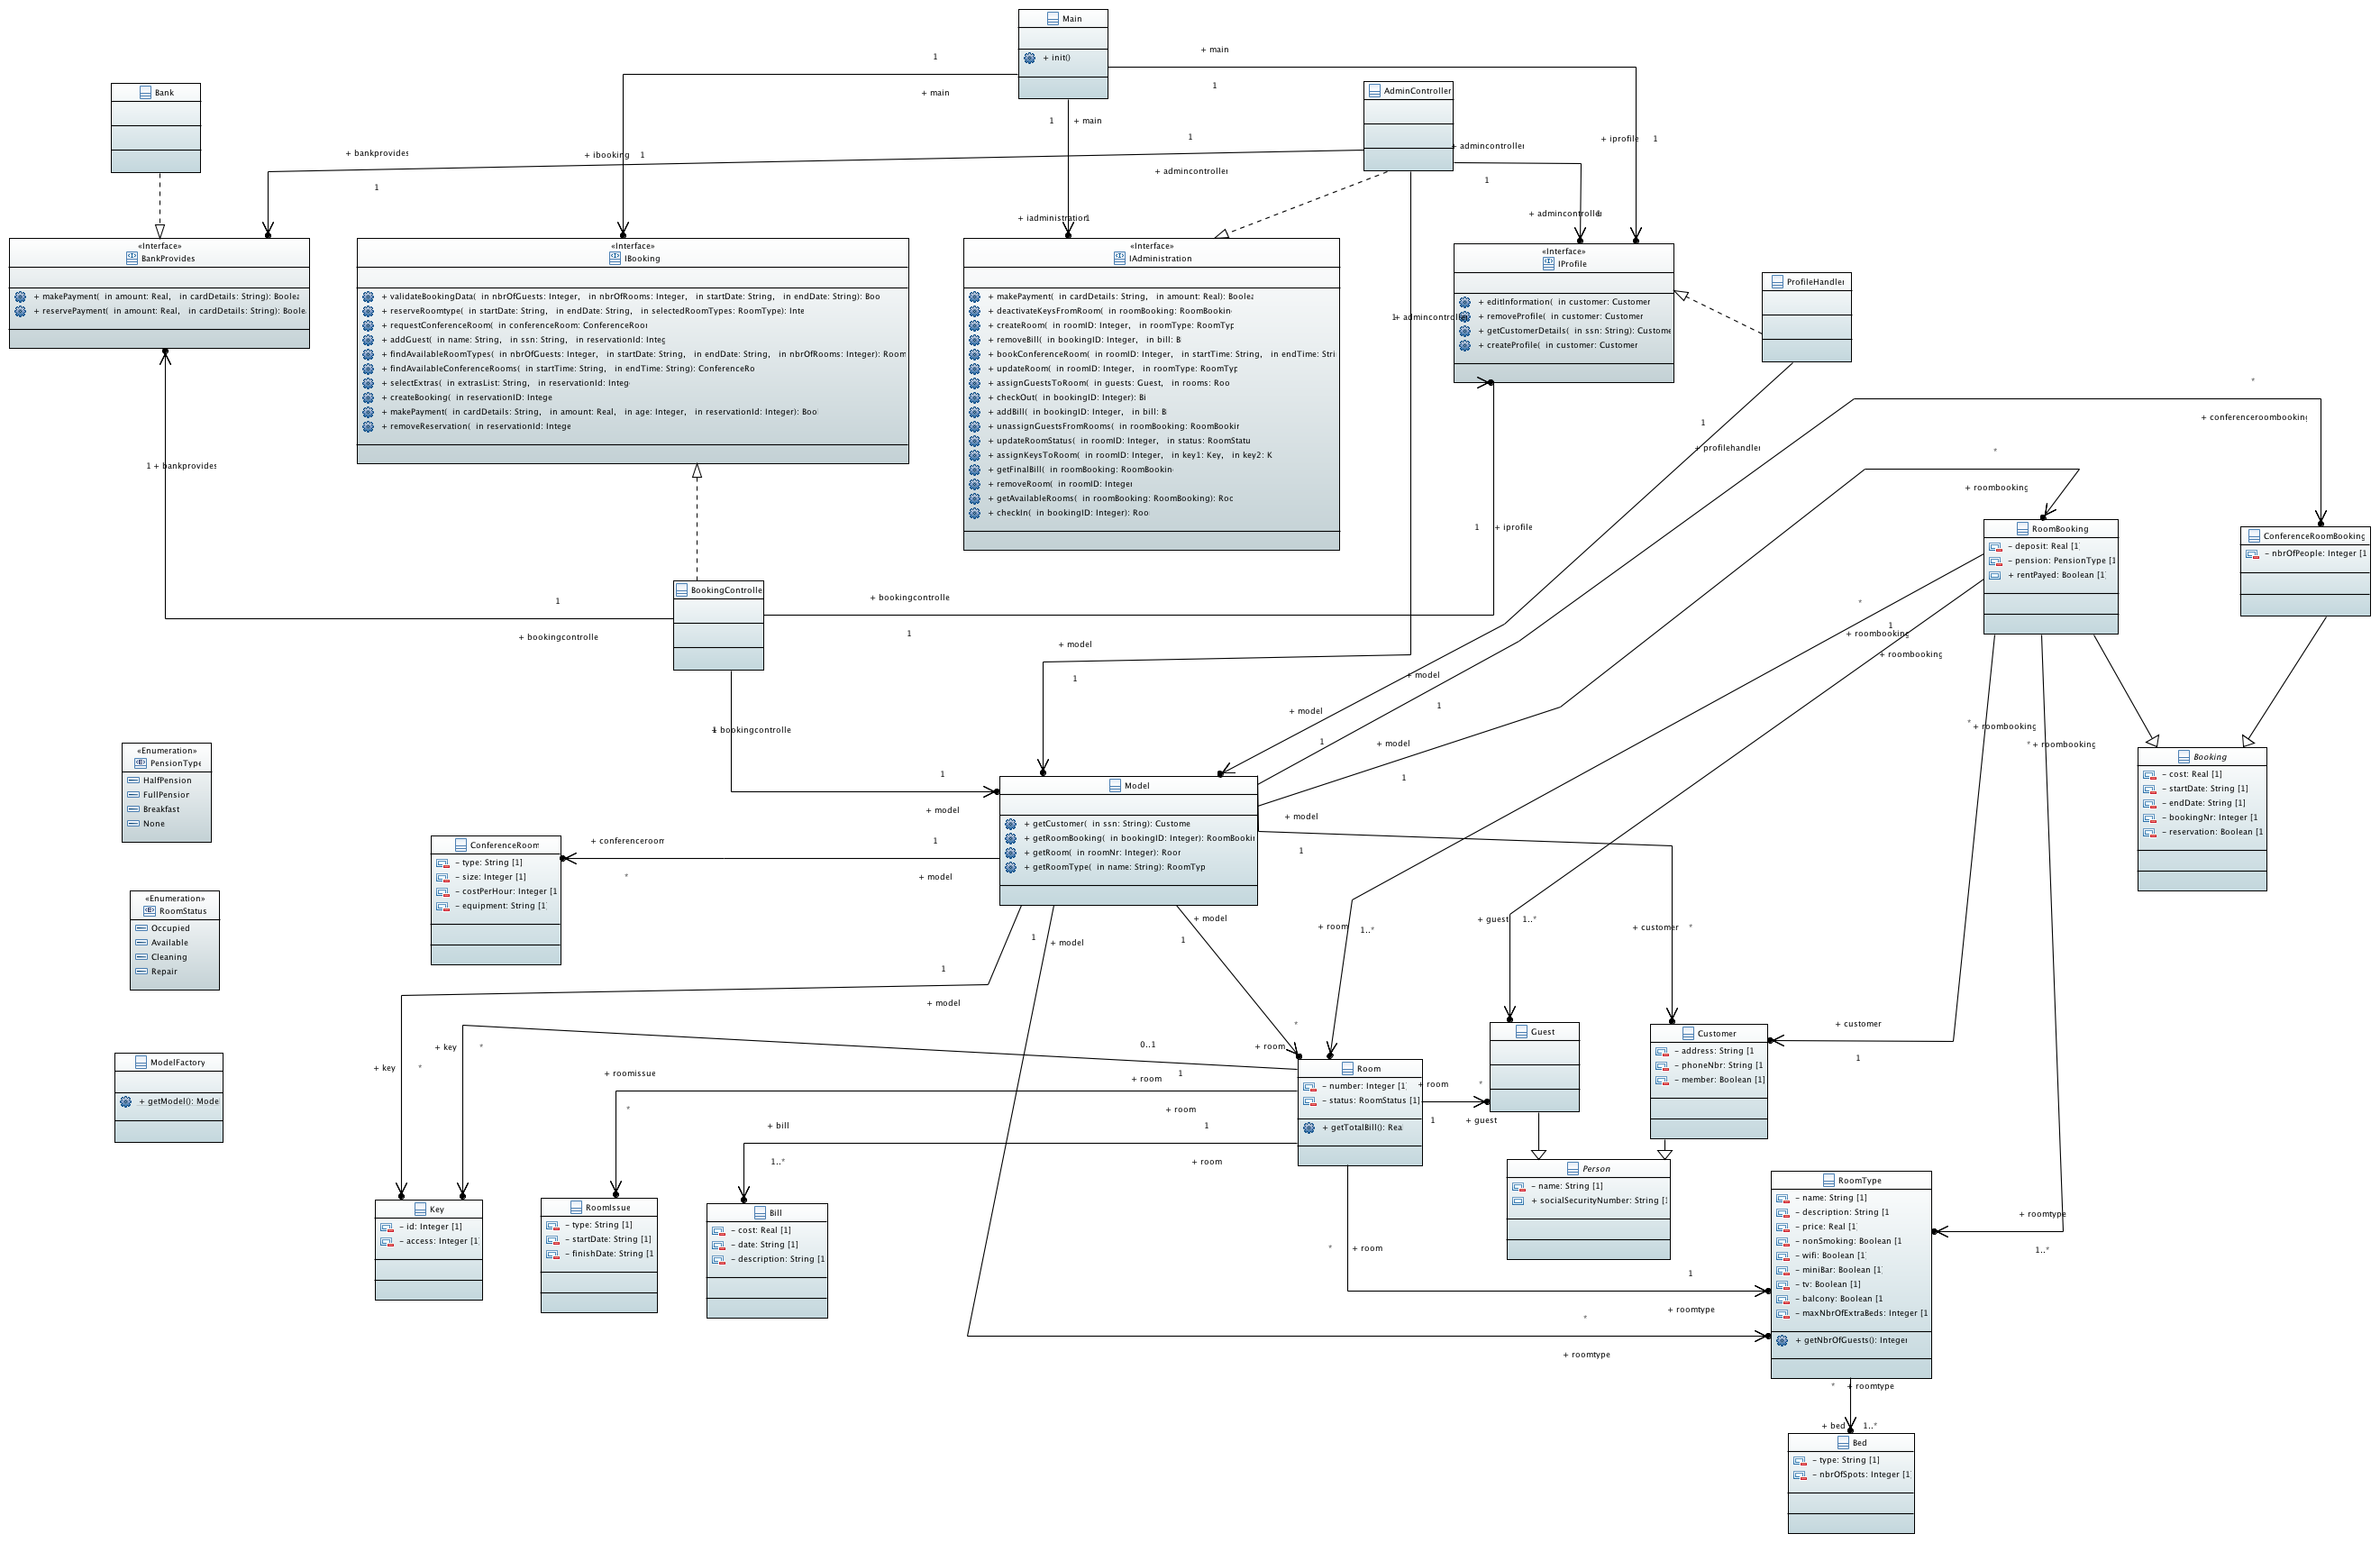 Main
+ init()
+ main
1
1
+ main
1
+ main
Bank
AdminController
+ bankprovides
1
+ ibooking
1
1
+ admincontroller
+ admincontroller
1
+ iprofile
1
+ iadministration
1
+ admincontrolle
«Interface»
BankProvides
+ makePayment( in amount: Real, in cardDetails: String): Boolea
+ reservePayment( in amount: Real, in cardDetails: String): Boole
«Interface»
IBooking
+ validateBookingData( in nbrOfGuests: Integer, in nbrOfRooms: Integer, in startDate: String, in endDate: String): Boo
+ reserveRoomtype( in startDate: String, in endDate: String, in selectedRoomTypes: RoomType): Inte
+ requestConferenceRoom( in conferenceRoom: ConferenceRoom
+ addGuest( in name: String, in ssn: String, in reservationId: Integ
+ findAvailableRoomTypes( in nbrOfGuests: Integer, in startDate: String, in endDate: String, in nbrOfRooms: Integer): Room
+ findAvailableConferenceRooms( in startTime: String, in endTime: String): ConferenceRo
+ selectExtras( in extrasList: String, in reservationId: Intege
+ createBooking( in reservationID: Intege
+ makePayment( in cardDetails: String, in amount: Real, in age: Integer, in reservationId: Integer): Boo
+ removeReservation( in reservationId: Intege
«Interface»
IAdministration
+ makePayment( in cardDetails: String, in amount: Real): Boolea
+ deactivateKeysFromRoom( in roomBooking: RoomBookin
+ createRoom( in roomID: Integer, in roomType: RoomTyp
+ removeBill( in bookingID: Integer, in bill: B
+ bookConferenceRoom( in roomID: Integer, in startTime: String, in endTime: Stri
+ updateRoom( in roomID: Integer, in roomType: RoomTyp
+ assignGuestsToRoom( in guests: Guest, in rooms: Roo
+ checkOut( in bookingID: Integer): Bi
+ addBill( in bookingID: Integer, in bill: B
+ unassignGuestsFromRooms( in roomBooking: RoomBookin
+ updateRoomStatus( in roomID: Integer, in status: RoomStatu
+ assignKeysToRoom( in roomID: Integer, in key1: Key, in key2: K
+ getFinalBill( in roomBooking: RoomBookin
+ removeRoom( in roomID: Integer
+ getAvailableRooms( in roomBooking: RoomBooking): Roo
+ checkIn( in bookingID: Integer): Roo
1
+ admincontroller
«Interface»
IProfile
+ editInformation( in customer: Customer
+ removeProfile( in customer: Customer
+ getCustomerDetails( in ssn: String): Custome
+ createProfile( in customer: Customer
ProfileHandler
1
+ profilehandler
*
+ conferenceroombooking
*
+ roombooking
1 + bankprovides
1
+ iprofile
RoomBooking
- deposit: Real [1]
- pension: PensionType [1
+ rentPayed: Boolean [1]
ConferenceRoomBooking
- nbrOfPeople: Integer [1
BookingControlle
1
+ bookingcontrolle
+ bookingcontrolle
1
+ model
1
*
+ roombooking
1
+ roombooking
+ model
1
+ model
1
+ model
1
* + roombooking
* + roombooking
1
+ bookingcontrolle
1
+ model
Booking
- cost: Real [1]
- startDate: String [1]
- endDate: String [1]
- bookingNr: Integer [1
- reservation: Boolean [1
«Enumeration»
PensionType
HalfPension
FullPension
Breakfast
None
Model
+ getCustomer( in ssn: String): Custome
+ getRoomBooking( in bookingID: Integer): RoomBookin
+ getRoom( in roomNr: Integer): Room
+ getRoomType( in name: String): RoomTyp
+ model
1
ConferenceRoom
- type: String [1]
- size: Integer [1]
- costPerHour: Integer [1
- equipment: String [1]
+ conferenceroom
*
1
+ model
«Enumeration»
RoomStatus
Occupied
Available
Cleaning
Repair
1
+ model
1
+ model
+ model
1
+ room
1..*
+ guest
1..*
+ customer
*
ModelFactory
+ getModel(): Mode
+ key
*
+ key
*
0..1
+ room
*
+ room
+ customer
1
Guest
Customer
- address: String [1
- phoneNbr: String [1
- member: Boolean [1]
Room
- number: Integer [1]
- status: RoomStatus [1]
+ getTotalBill(): Rea
+ roomissue
*
1
+ room
+ room
1
*
+ guest
+ bill
1..*
1
+ room
Person
- name: String [1]
+ socialSecurityNumber: String [1
Key
- id: Integer [1]
- access: Integer [1]
RoomIssue
- type: String [1]
- startDate: String [1]
- finishDate: String [1
Bill
- cost: Real [1]
- date: String [1]
- description: String [1
*
+ room
1
+ roomtype
*
+ roomtype
+ roomtype
1..*
RoomType
- name: String [1]
- description: String [1
- price: Real [1]
- nonSmoking: Boolean [1
- wifi: Boolean [1]
- miniBar: Boolean [1]
- tv: Boolean [1]
- balcony: Boolean [1
- maxNbrOfExtraBeds: Integer [1
+ getNbrOfGuests(): Integer
*
+ roomtype
+ bed
1..*
Bed
- type: String [1]
- nbrOfSpots: Integer [1]